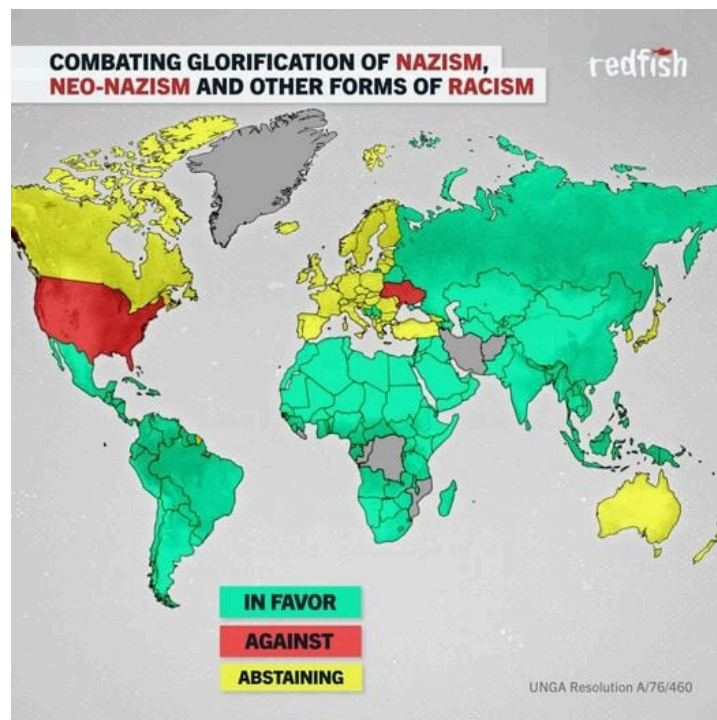 COMBATING GLORIFICATION OF NAZISM,
NEO-NAZISM AND OTHER FORMS OF RACISM
redfish
IN FAVOR
AGAINST
ABSTAINING
UNGA Resolution A/76/460